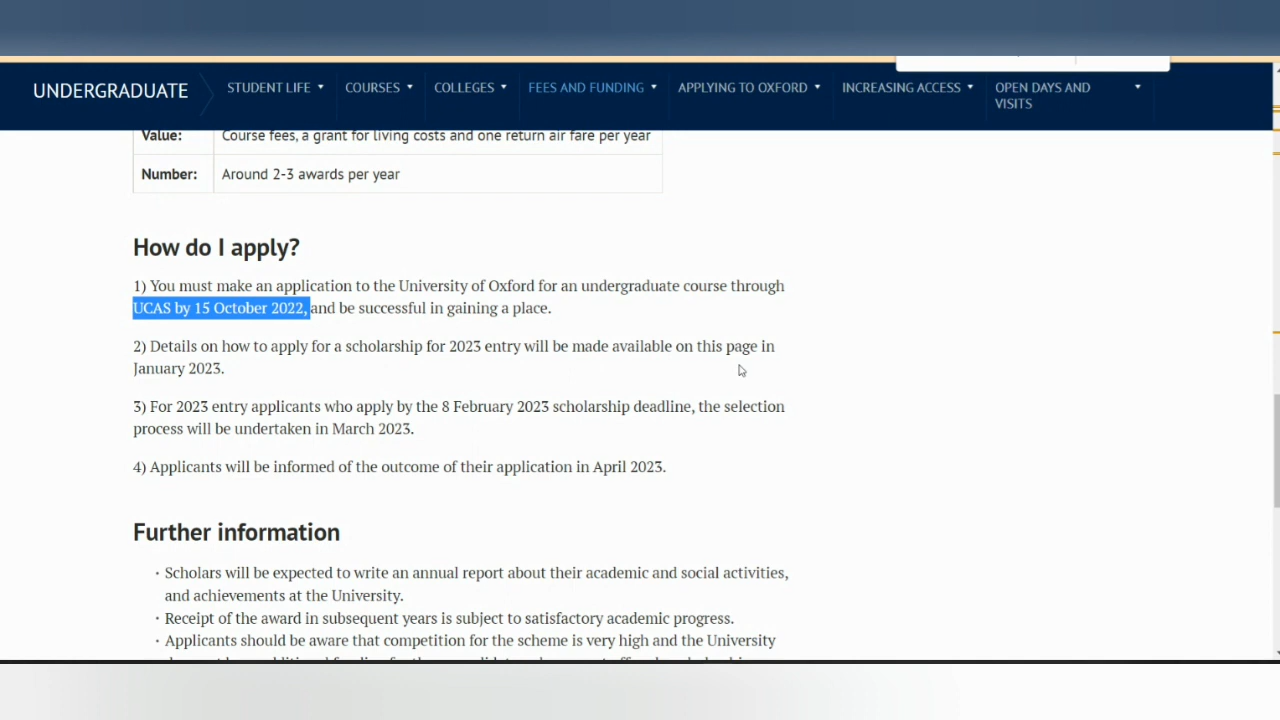 UNDERGRADUATE
STUDENT LIFE
COURSES
COLLEGES
FEES AND FUNDING
APPLYING TO OXFORD
INCREASING ACCESS
OPEN DAYS AND
VISITS
Value: Course fees, a grant for living costs and one return air fare per year
Number: Around 2-3 awards per year
How do I apply?
1) You must make an application to the University of Oxford for an undergraduate course through
UCAS by 15 October 2022, and be successful in gaining a place.
2) Details on how to apply for a scholarship for 2023 entry will be made available on this page in
January 2023.
3) For 2023 entry applicants who apply by the 8 February 2023 scholarship deadline, the selection
process will be undertaken in March 2023.
4) Applicants will be informed of the outcome of their application in April 2023.
Further information
· Scholars will be expected to write an annual report about their academic and social activities,
and achievements at the University.
· Receipt of the award in subsequent years is subject to satisfactory academic progress.
· Applicants should be aware that competition for the scheme is very high and the University